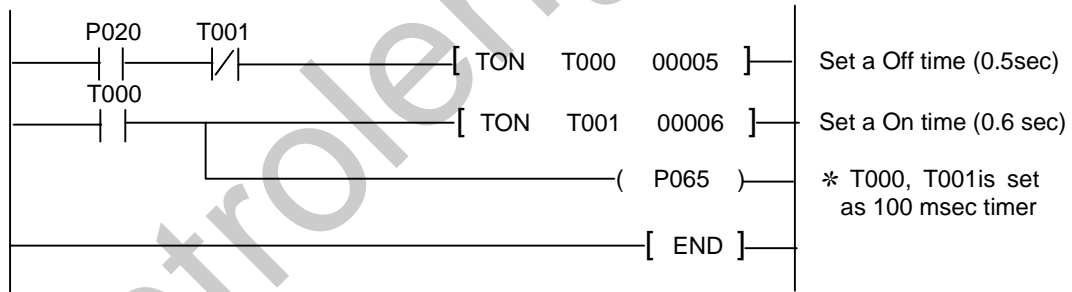 P020 T001
[ TON T000 00005 ] Set a Off time (0.5sec)
T000
[ TON T001 00006 ] Set a On time (0.6 sec)
( P065 ) * T000, T001is set
as 100 msec timer
[ END ]